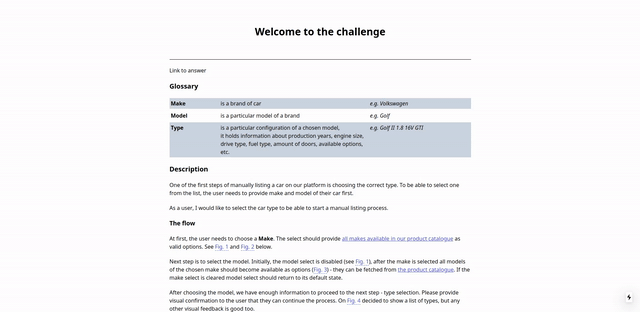 Welcome to the challenge
Link to answer
Glossary
Make is a brand of car e.g. Volkswagen
Model is a particular model of a brand e.g. Golf
Type is a particular configuration of a chosen model, e.g. Golf II 1.8 16V GTI
it holds information about production years, engine size,
drive type, fuel type, amount of doors, available options,
etc.
Description
One of the first steps of manually listing a car on our platform is choosing the correct type. To be able to select one
from the list, the user needs to provide make and model of their car first.
As a user, I would like to select the car type to be able to start a manual listing process.
The flow
At first, the user needs to choose a Make. The select should provide all makes available in our product catalogue as
valid options. See Fig. 1 and Fig. 2 below.
Next step is to select the model. Initially, the model select is disabled (see Fig. 1), after the make is selected all models
of the chosen make should become available as options (Fig. 3) - they can be fetched from the product catalogue. If the
make select is cleared model select should return to its default state.
After choosing the model, we have enough information to proceed to the next step - type selection. Please provide
visual confirmation to the user that they can continue the process. On Fig. 4 decided to show a list of types, but any
other visual feedback is good too.